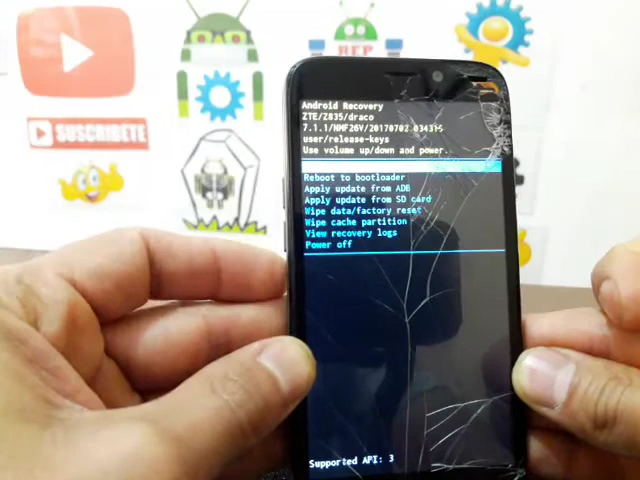 REP
SUSCRIBETE
Android Recovery
ZTE/Z835/draco
7.1.1/NMF26V/20170702.034315
user/release-keys
Use volume up/down and power.
Reboot to bootloader
Apply update from ADB
Apply update from SD card
Wipe data/factory reset
Wipe cache partition
View recovery logs
Power off
Supported API: 3